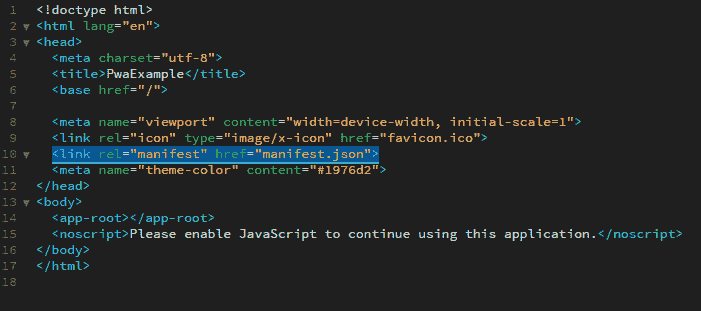 1 <!doctype html>
2 ▼ <html lang="en">
3 ▼ <head>
4   <meta charset="utf-8">
5   <title>PwaExample</title>
6   <base href="/">
7
8   <meta name="viewport" content="width=device-width, initial-scale=1">
9   <link rel="icon" type="image/x-icon" href="favicon.ico">
10 ▼   <link rel="manifest" href="manifest.json">
11   <meta name="theme-color" content="#1976d2">
12 </head>
13 ▼ <body>
14   <app-root></app-root>
15   <noscript>Please enable JavaScript to continue using this application.</noscript>
16 </body>
17 </html>
18